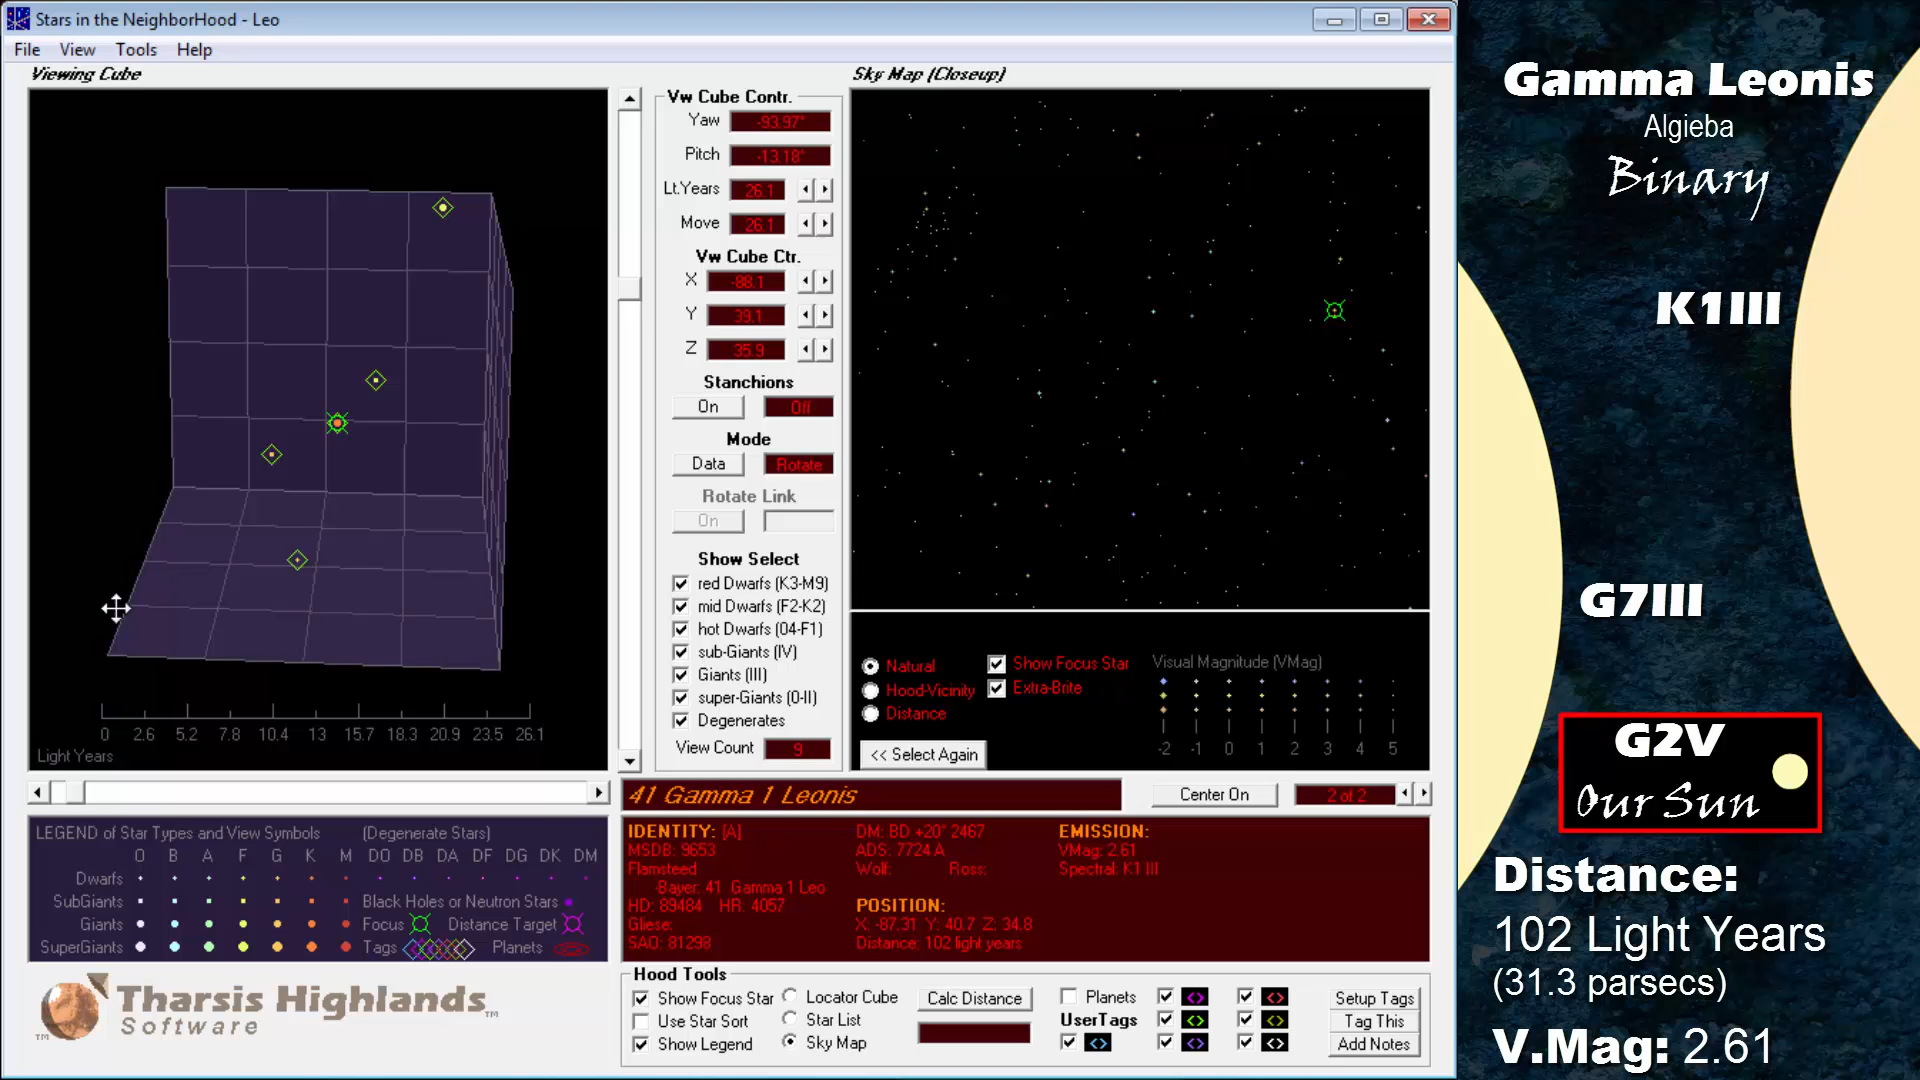 Stars in the NeighborHood - Leo
File View Tools Help
Viewing Cube
Vw Cube Contr.
Yaw -93.97°
Pitch -13.18°
Lt.Years 26.1
Move 26.1
Vw Cube Ctr.
X -88.1
Y 39.1
Z 35.9
Stanchions
On Off
Mode
Data Rotate
Rotate Link
On
Show Select
red Dwarfs (K3-M9)
mid Dwarfs (F2-K2)
hot Dwarfs (04-F1)
sub-Giants (IV)
Giants (III)
super-Giants (0-II)
Degenerates
View Count 9
0 2.6 5.2 7.8 10.4 13 15.7 18.3 20.9 23.5 26.1
Light Years
Sky Map (Closeup)
Natural
Hood-Vicinity
Distance
Show Focus Star
Extra-Brite
Visual Magnitude (VMag)
-2 -1 0 1 2 3 4 5
<< Select Again
41 Gamma 1 Leonis
Center On
2 of 2
LEGEND of Star Types and View Symbols (Degenerate Stars)
O B A F G K M DO DB DA DF DG DK DM
Dwarfs
SubGiants Black Holes or Neutron Stars
Giants Focus Distance Target
SuperGiants Tags Planets
IDENTITY: [A]
MSDB: 9653
Flamsteed
-Bayer: 41 Gamma 1 Leo
HD: 89484 HR: 4057
Gliese:
SAO: 81298
DM: BD +20° 2467
ADS: 7724 A
Wolf: Ross:
POSITION:
X: -87.31 Y: 40.7 Z: 34.8
Distance: 102 light years
EMISSION:
VMag: 2.61
Spectral: K1 III
Tharsis Highlands™
Software
TM
Hood Tools
Show Focus Star
Use Star Sort
Show Legend
Locator Cube
Star List
Sky Map
Calc Distance
Planets
UserTags
Setup Tags
Tag This
Add Notes
Gamma Leonis
Algieba
Binary
K1III
G7III
G2V
Our Sun
Distance:
102 Light Years
(31.3 parsecs)
V.Mag: 2.61